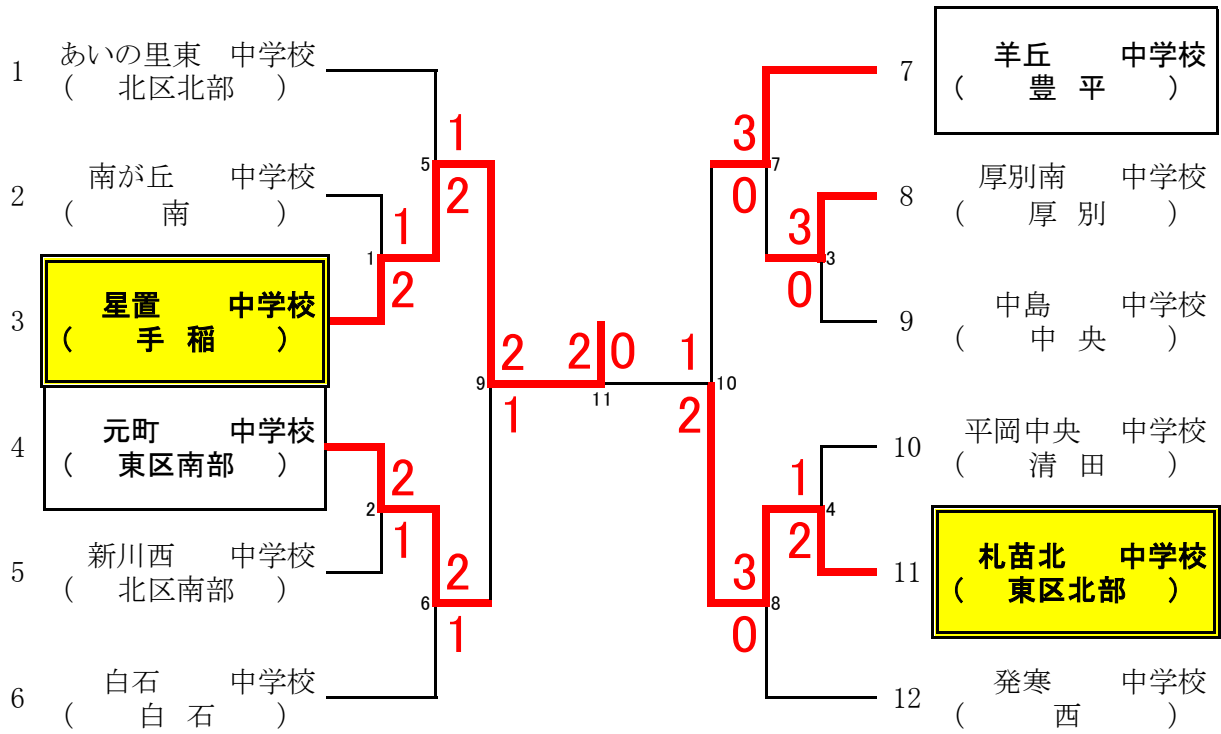 1 あいの里東 中学校
( 北区北部 )
2 南が丘 中学校
( 南 )
3 星置 中学校
( 手 稲 )
4 元町 中学校
( 東区南部 )
5 新川西 中学校
( 北区南部 )
6 白石 中学校
( 白 石 )
1
5
2
1
1
2
2
2
1
2
6
1
2
9
1
2 0
11
1
10
2
3
7
0
3
3
0
1
4
2
3
8
0
7 羊丘 中学校
( 豊 平 )
8 厚別南 中学校
( 厚 別 )
9 中島 中学校
( 中 央 )
10 平岡中央 中学校
( 清 田 )
11 札苗北 中学校
( 東区北部 )
12 発寒 中学校
( 西 )